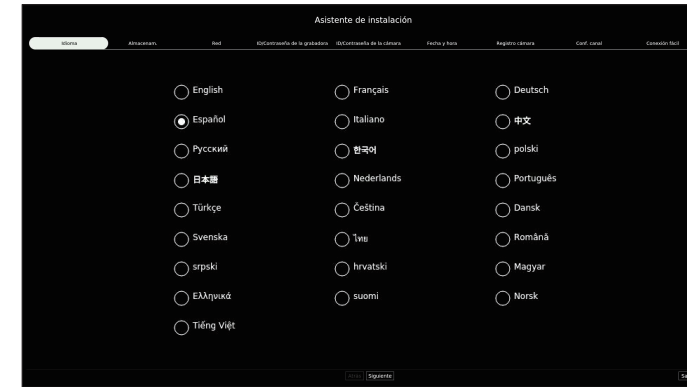 Asistente de instalación
Idioma Almacenam. Red ID/Contraseña de la grabadora ID/Contraseña de la cámara Fecha y hora Registro cámara Conf. canal Conexión fácil
English Français Deutsch
Español Italiano 中文
Русский 한국어 polski
日本語 Nederlands Português
Türkçe Čeština Dansk
Svenska ไทย Română
srpski hrvatski Magyar
Ελληνικά suomi Norsk
Tiếng Việt
Atrás Siguiente